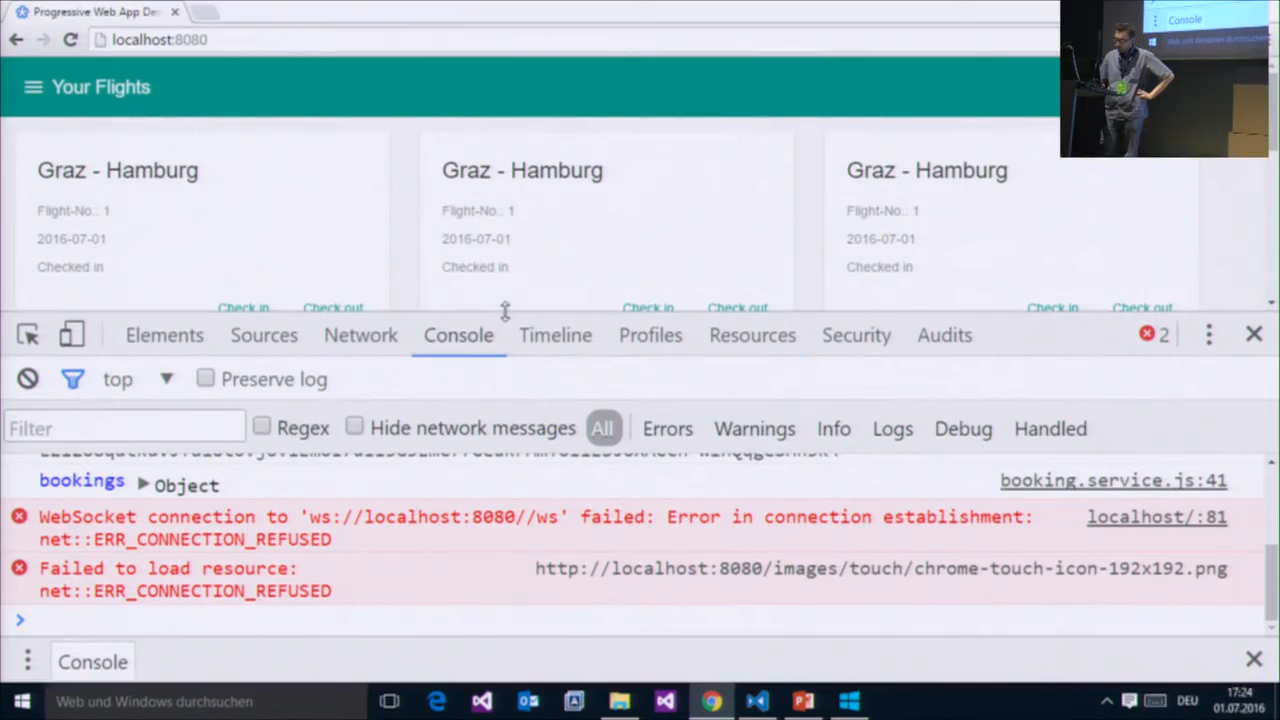 Progressive Web App De
localhost:8080
Console
Web und Windows durchsuchen
Your Flights
Graz - Hamburg
Flight-No.: 1
2016-07-01
Checked in
Check in
Check out
Graz - Hamburg
Flight-No.: 1
2016-07-01
Checked in
Check in
Check out
Graz - Hamburg
Flight-No.: 1
2016-07-01
Checked in
Check in
Check out
Elements Sources Network Console Timeline Profiles Resources Security Audits 2
top Preserve log
Filter Regex Hide network messages All Errors Warnings Info Logs Debug Handled
bookings Object booking.service.js:41
WebSocket connection to 'ws://localhost:8080//ws' failed: Error in connection establishment: localhost/:81
net::ERR_CONNECTION_REFUSED
Failed to load resource: http://localhost:8080/images/touch/chrome-touch-icon-192x192.png
net::ERR_CONNECTION_REFUSED
Console
Web und Windows durchsuchen
DEU
17:24
01.07.2016